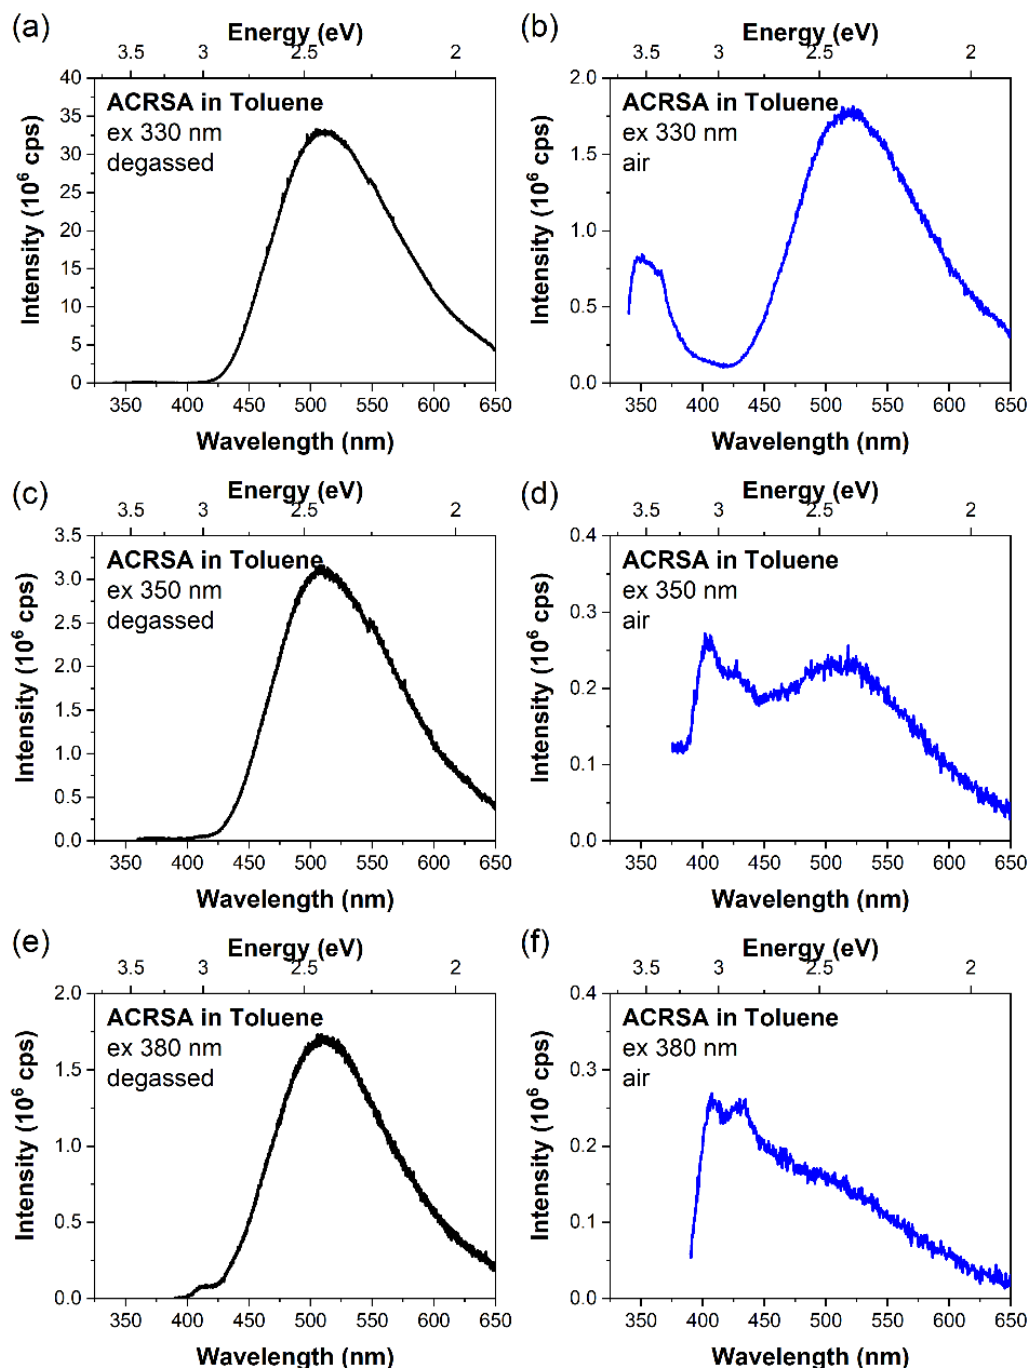 (a)
Energy (eV)
3.5 3 2.5 2
40
35
30
25
20
15
10
5
0
Intensity (10⁶ cps)
ACRSA in Toluene
ex 330 nm
degassed
350 400 450 500 550 600 650
Wavelength (nm)
(b)
Energy (eV)
3.5 3 2.5 2
2.0
1.5
1.0
0.5
0.0
Intensity (10⁶ cps)
ACRSA in Toluene
ex 330 nm
air
350 400 450 500 550 600 650
Wavelength (nm)
(c)
Energy (eV)
3.5 3 2.5 2
3.5
3.0
2.5
2.0
1.5
1.0
0.5
0.0
Intensity (10⁶ cps)
ACRSA in Toluene
ex 350 nm
degassed
350 400 450 500 550 600 650
Wavelength (nm)
(d)
Energy (eV)
3.5 3 2.5 2
0.4
0.3
0.2
0.1
0.0
Intensity (10⁶ cps)
ACRSA in Toluene
ex 350 nm
air
350 400 450 500 550 600 650
Wavelength (nm)
(e)
Energy (eV)
3.5 3 2.5 2
2.0
1.5
1.0
0.5
0.0
Intensity (10⁶ cps)
ACRSA in Toluene
ex 380 nm
degassed
350 400 450 500 550 600 650
Wavelength (nm)
(f)
Energy (eV)
3.5 3 2.5 2
0.4
0.3
0.2
0.1
0.0
Intensity (10⁶ cps)
ACRSA in Toluene
ex 380 nm
air
350 400 450 500 550 600 650
Wavelength (nm)